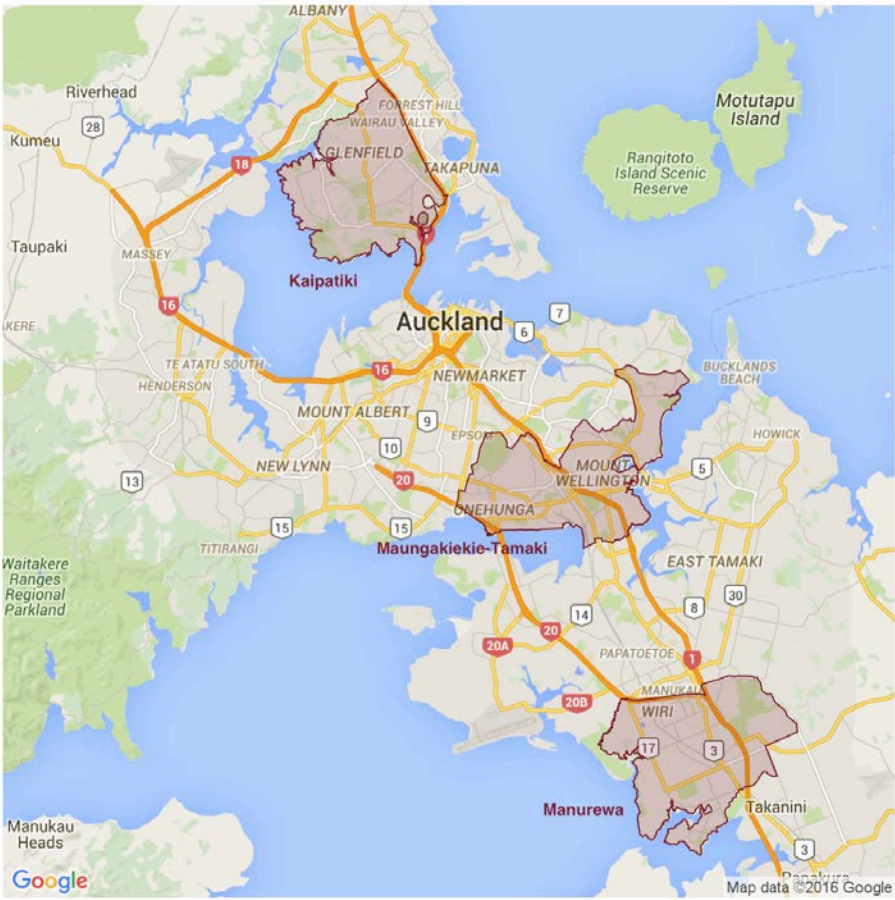 ALBANY
Riverhead
FORREST HILL
Motutapu
Island
28
WAIRAU VALLEY
Kumeu
GLENFIELD
18
TAKAPUNA
Rangitoto
Island Scenic
Reserve
Taupaki
MASSEY
Kaipatiki
16
AKERE
Auckland
7
6
TE ATATU SOUTH
16
NEWMARKET
BUCKLANDS
BEACH
HENDERSON
MOUNT ALBERT
9
EPSOM
HOWICK
10
NEW LYNN
MOUNT
WELLINGTON
5
13
20
ONEHUNGA
15
15
TITIRANGI
Maungakiekie-Tamaki
Waitakere
Ranges
Regional
Parkland
EAST TAMAKI
30
14
8
20
20A
PAPATOETOE
1
MANUKAU
20B
WIRI
17
3
Manurewa
Takanini
Manukau
Heads
3
Papakura
Google
Map data ©2016 Google